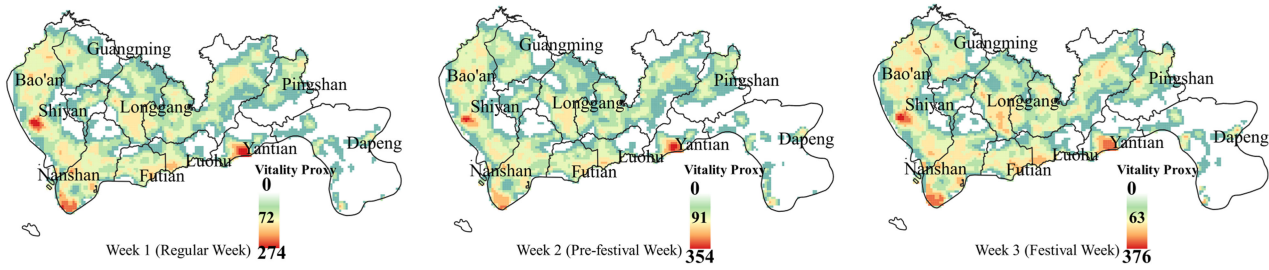 Guangming
Bao'an
Pingshan
Shiyan
Longgang
Dapeng
Yantian
Luohu
Nanshan
Futian
Vitality Proxy
0
72
274
Week 1 (Regular Week)
Guangming
Bao'an
Pingshan
Shiyan
Longgang
Dapeng
Yantian
Luohu
Nanshan
Futian
Vitality Proxy
0
91
354
Week 2 (Pre-festival Week)
Guangming
Bao'an
Pingshan
Shiyan
Longgang
Dapeng
Yantian
Luohu
Nanshan
Futian
Vitality Proxy
0
63
376
Week 3 (Festival Week)